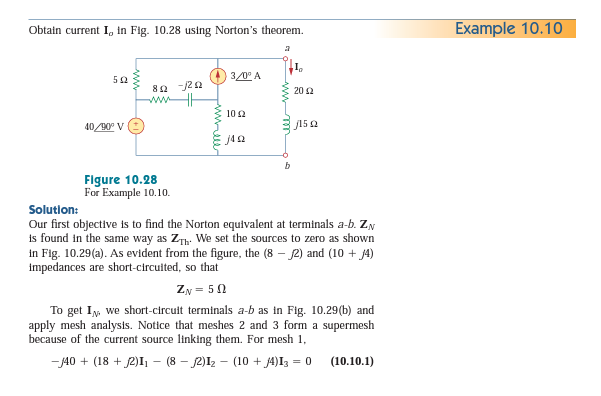 Obtain current I₀ in Fig. 10.28 using Norton's theorem.
Example 10.10
a
I₀
5 Ω
8 Ω
−j2 Ω
3/0° A
20 Ω
10 Ω
40/90° V
j15 Ω
j4 Ω
b
Figure 10.28
For Example 10.10.
Solution:
Our first objective is to find the Norton equivalent at terminals a-b. Z_N
is found in the same way as Z_Th. We set the sources to zero as shown
in Fig. 10.29(a). As evident from the figure, the (8 − j2) and (10 + j4)
impedances are short-circuited, so that
Z_N = 5 Ω
To get I_N, we short-circuit terminals a-b as in Fig. 10.29(b) and
apply mesh analysis. Notice that meshes 2 and 3 form a supermesh
because of the current source linking them. For mesh 1,
−j40 + (18 + j2)I₁ − (8 − j2)I₂ − (10 + j4)I₃ = 0 (10.10.1)